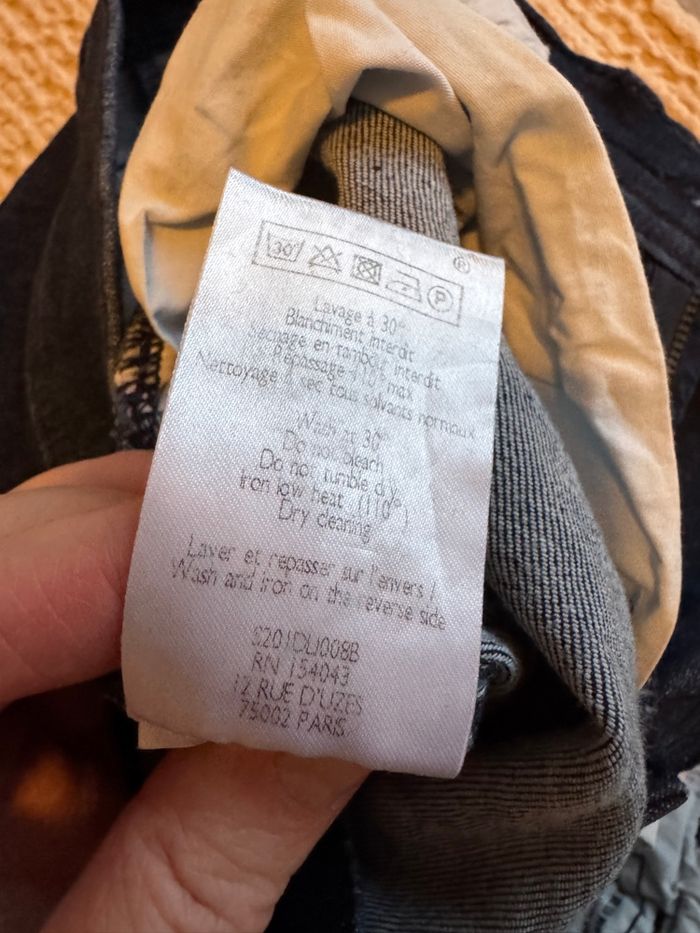 ®
30° P
Lavage à 30°
Blanchiment interdit
Séchage en tambour interdit
Repassage 110° max
Nettoyage à sec tous solvants normaux
Wash at 30°
Do not bleach
Do not tumble dry
Iron low heat (110°)
Dry cleaning
Laver et repasser sur l'envers /
Wash and iron on the reverse side
S201DLJ008B
RN 154043
12 RUE D'UZES
75002 PARIS